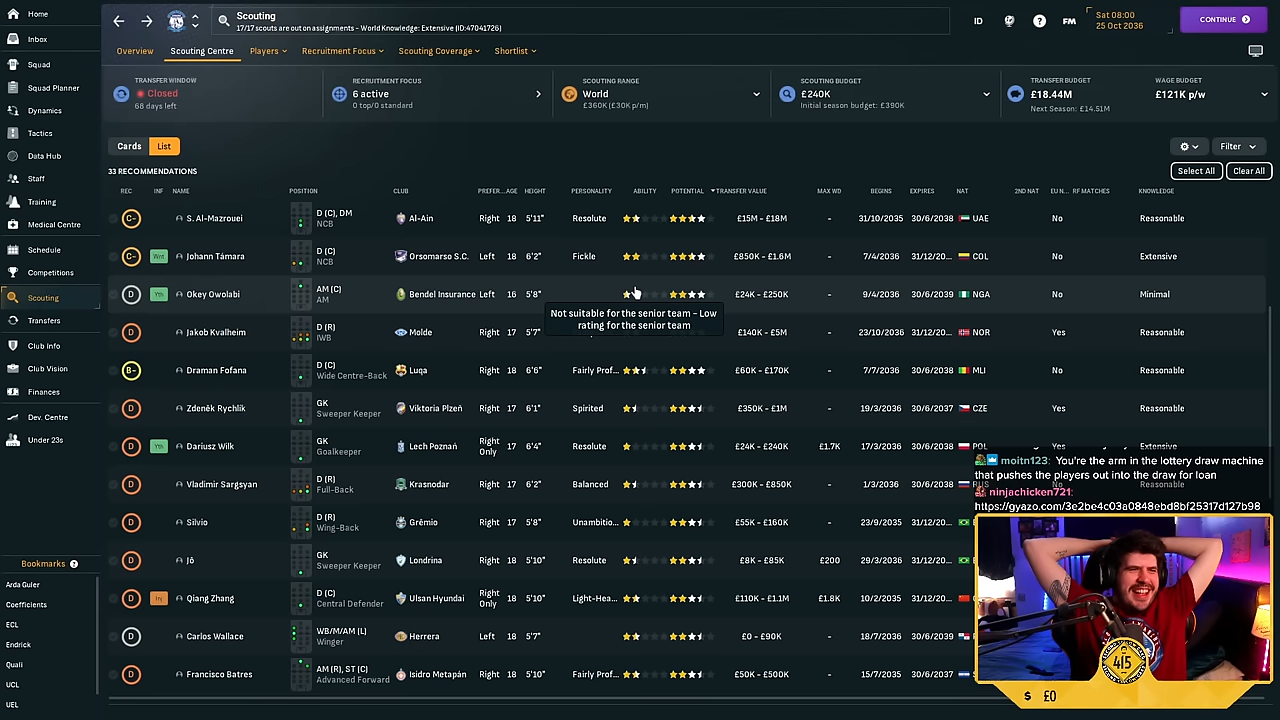 Home
Inbox
Squad
Squad Planner
Dynamics
Tactics
Data Hub
Staff
Training
Medical Centre
Schedule
Competitions
Scouting
Transfers
Club Info
Club Vision
Finances
Dev. Centre
Under 23s
Bookmarks ?
Arda Guler
Coefficients
ECL
Endrick
Quali
UCL
UEL
Scouting
17/17 scouts are out on assignments - World Knowledge: Extensive (ID:47041726)
ID ? FM Sat 08:00
25 Oct 2036
CONTINUE
Overview Scouting Centre Players Recruitment Focus Scouting Coverage Shortlist
TRANSFER WINDOW
Closed
68 days left
RECRUITMENT FOCUS
6 active
0 top/0 standard
SCOUTING RANGE
World
£360K (£30K p/m)
SCOUTING BUDGET
£240K
Initial season budget: £390K
TRANSFER BUDGET
£18.44M
Next Season: £14.51M
WAGE BUDGET
£121K p/w
Cards List Filter
33 RECOMMENDATIONS Select All Clear All
REC INF NAME POSITION CLUB PREFER... AGE HEIGHT PERSONALITY ABILITY POTENTIAL TRANSFER VALUE MAX WD BEGINS EXPIRES NAT 2ND NAT EU N... RF MATCHES KNOWLEDGE
C- S. Al-Mazrouei D (C), DM NCB Al-Ain Right 18 5'11" Resolute £15M - £18M - 31/10/2035 30/6/2038 UAE No Reasonable
C- Wnt Johann Támara D (C) NCB Orsomarso S.C. Left 18 6'2" Fickle £850K - £1.6M - 7/4/2036 31/12/20... COL No Extensive
D Yth Okey Owolabi AM (C) AM Bendel Insurance Left 16 5'8" £24K - £250K - 9/4/2036 30/6/2039 NGA No Minimal
Not suitable for the senior team - Low
rating for the senior team
D Jakob Kvalheim D (R) IWB Molde Right 17 5'7" £140K - £5M - 23/10/2036 31/12/20... NOR Yes Reasonable
B- Draman Fofana D (C) Wide Centre-Back Luqa Right 18 6'6" Fairly Prof... £60K - £170K - 7/7/2036 30/6/2038 MLI No Reasonable
D Zdeněk Rychlík GK Sweeper Keeper Viktoria Plzeň Right 17 6'1" Spirited £350K - £1M - 19/3/2036 30/6/2037 CZE Yes Reasonable
D Yth Dariusz Wilk GK Goalkeeper Lech Poznań Right Only 17 6'4" Resolute £24K - £240K £1.7K 17/3/2036 30/6/2038 POL Yes Extensive
D Vladimir Sargsyan D (R) Full-Back Krasnodar Right 17 6'2" Balanced £300K - £850K - 1/3/2036 30/6/2038
D Silvio D (R) Wing-Back Grêmio Right 17 5'8" Unambitio... £55K - £160K - 23/9/2035 31/12/20...
D Jô GK Sweeper Keeper Londrina Right 18 5'10" Resolute £8K - £85K £200 29/3/2036 31/12/20...
D Inj Qiang Zhang D (C) Central Defender Ulsan Hyundai Right Only 18 5'10" Light-Hea... £110K - £1.1M £1.8K 10/2/2035 31/12/20...
D Carlos Wallace WB/M/AM (L) Winger Herrera Left 18 5'7" £0 - £90K - 18/7/2036 30/6/2039
D Francisco Batres AM (R), ST (C) Advanced Forward Isidro Metapán Right 18 5'10" Fairly Prof... £50K - £500K - 15/7/2035 30/6/2037
moitn123: You're the arm in the lottery draw machine
that pushes the players out into the draw for loan
ninjachicken721:
https://gyazo.com/3e2be4c03a0848ebd8bf25317d127b98
415
$ £0